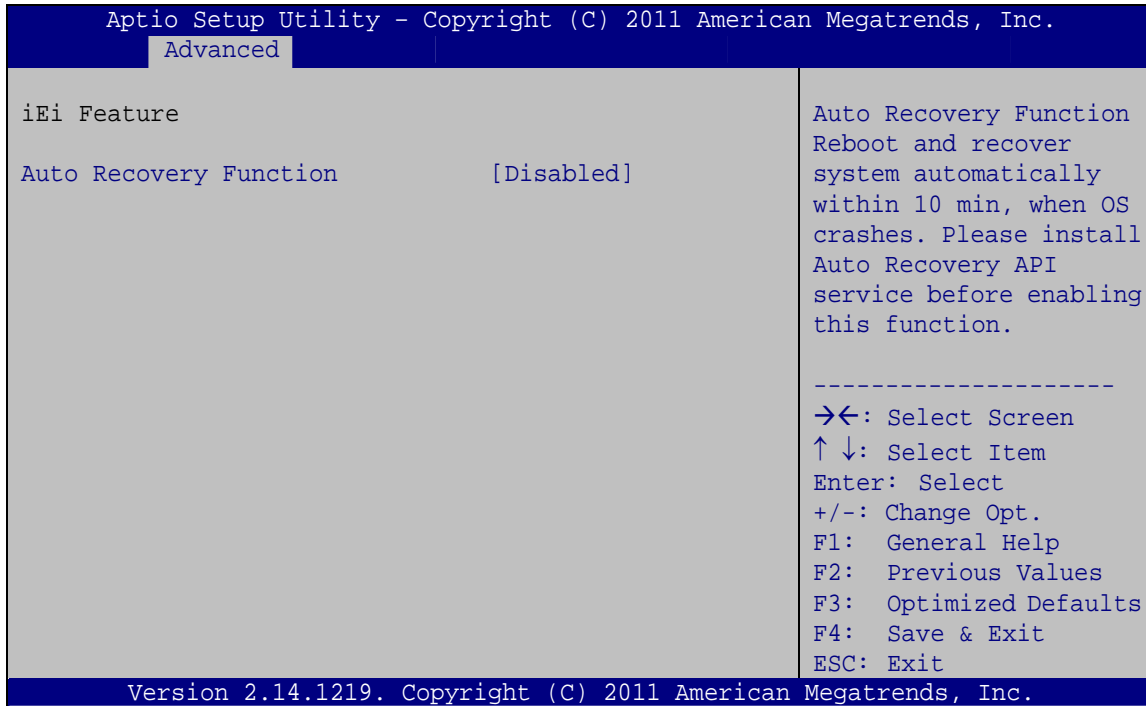 Aptio Setup Utility – Copyright (C) 2011 American Megatrends, Inc.
Advanced
iEi Feature
Auto Recovery Function [Disabled]
Auto Recovery Function
Reboot and recover
system automatically
within 10 min, when OS
crashes. Please install
Auto Recovery API
service before enabling
this function.
---------------------
→←: Select Screen
↑ ↓: Select Item
Enter: Select
+/-: Change Opt.
F1: General Help
F2: Previous Values
F3: Optimized Defaults
F4: Save & Exit
ESC: Exit
Version 2.14.1219. Copyright (C) 2011 American Megatrends, Inc.